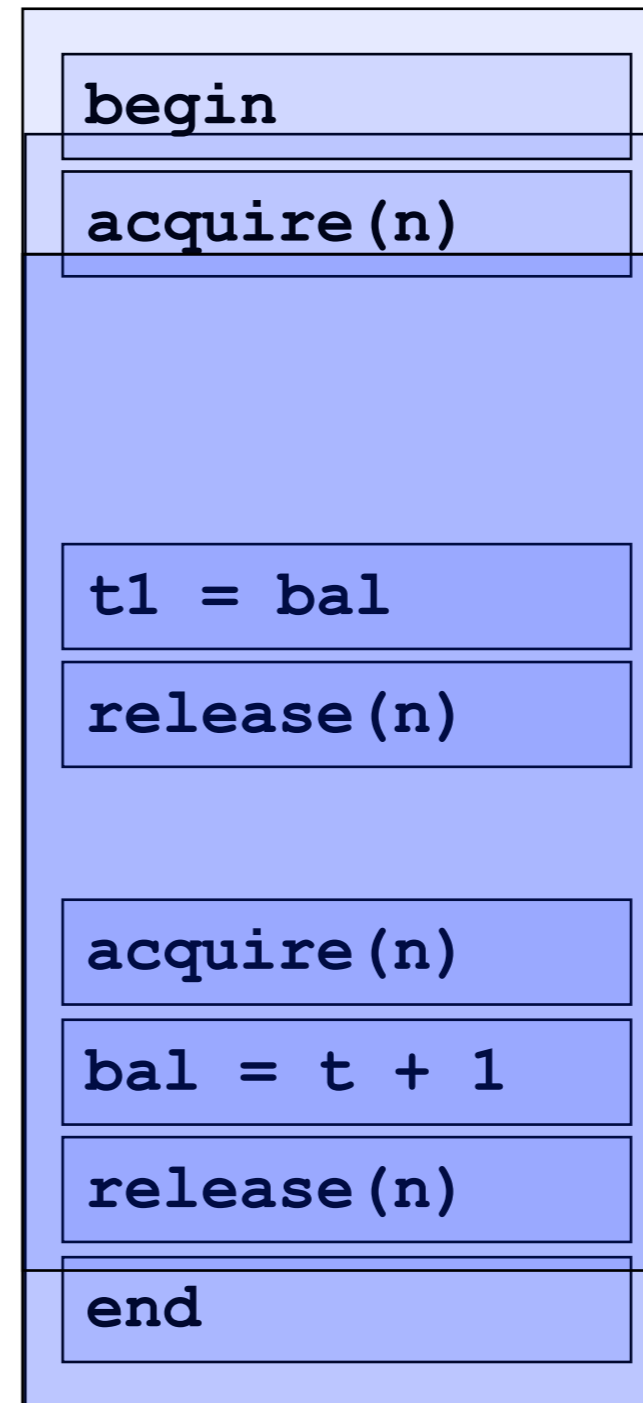 begin
acquire(n)
t1 = bal
release(n)
acquire(n)
bal = t + 1
release(n)
end